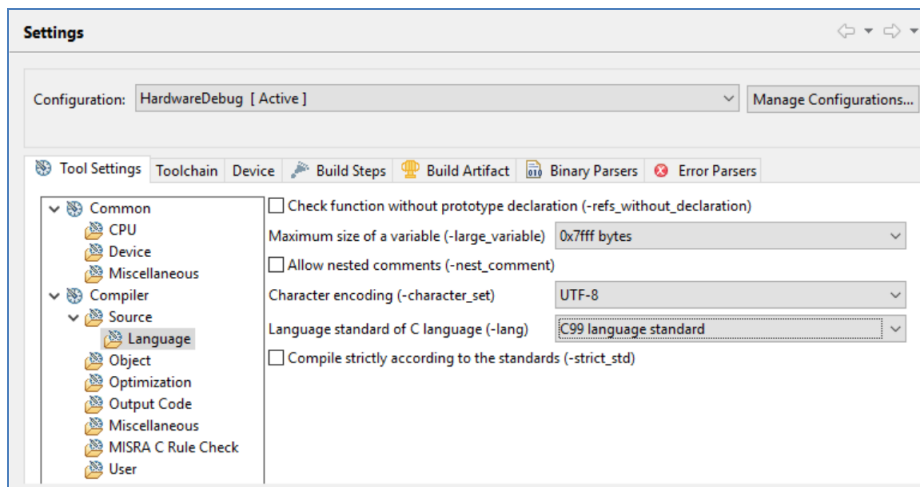 Settings
Configuration: HardwareDebug [ Active ] Manage Configurations...
Tool Settings Toolchain Device Build Steps Build Artifact Binary Parsers Error Parsers
Common
CPU
Device
Miscellaneous
Compiler
Source
Language
Object
Optimization
Output Code
Miscellaneous
MISRA C Rule Check
User
Check function without prototype declaration (-refs_without_declaration)
Maximum size of a variable (-large_variable) 0x7fff bytes
Allow nested comments (-nest_comment)
Character encoding (-character_set) UTF-8
Language standard of C language (-lang) C99 language standard
Compile strictly according to the standards (-strict_std)